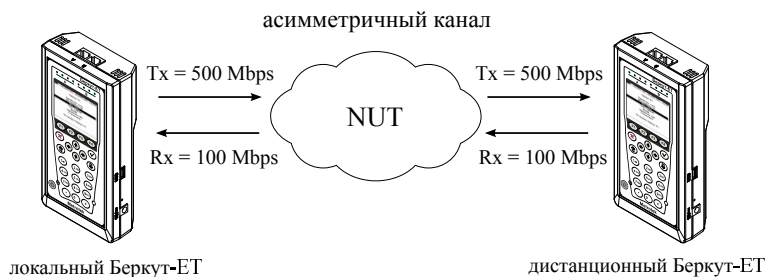 асимметричный канал
Tx = 500 Mbps
Tx = 500 Mbps
NUT
Rx = 100 Mbps
Rx = 100 Mbps
локальный Беркут-ET
дистанционный Беркут-ET